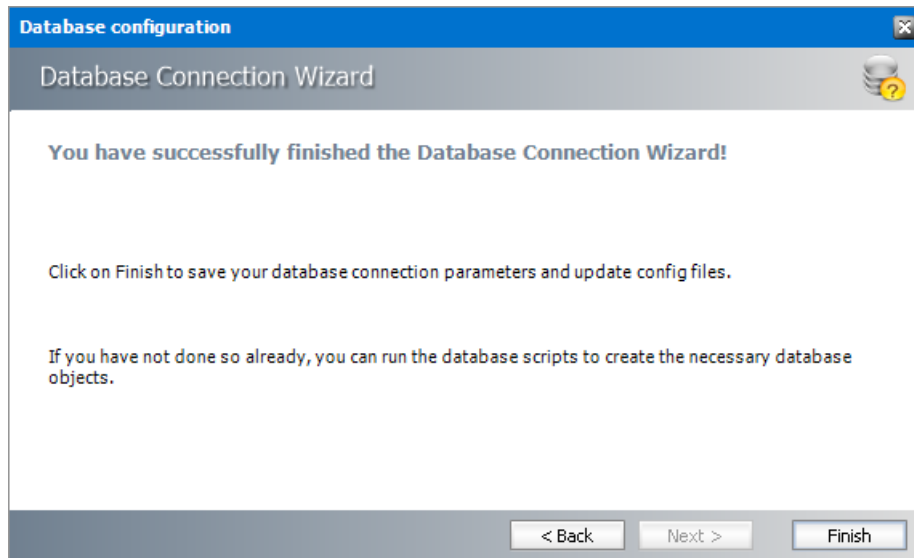 Database configuration
Database Connection Wizard
You have successfully finished the Database Connection Wizard!
Click on Finish to save your database connection parameters and update config files.
If you have not done so already, you can run the database scripts to create the necessary database
objects.
< Back
Next >
Finish